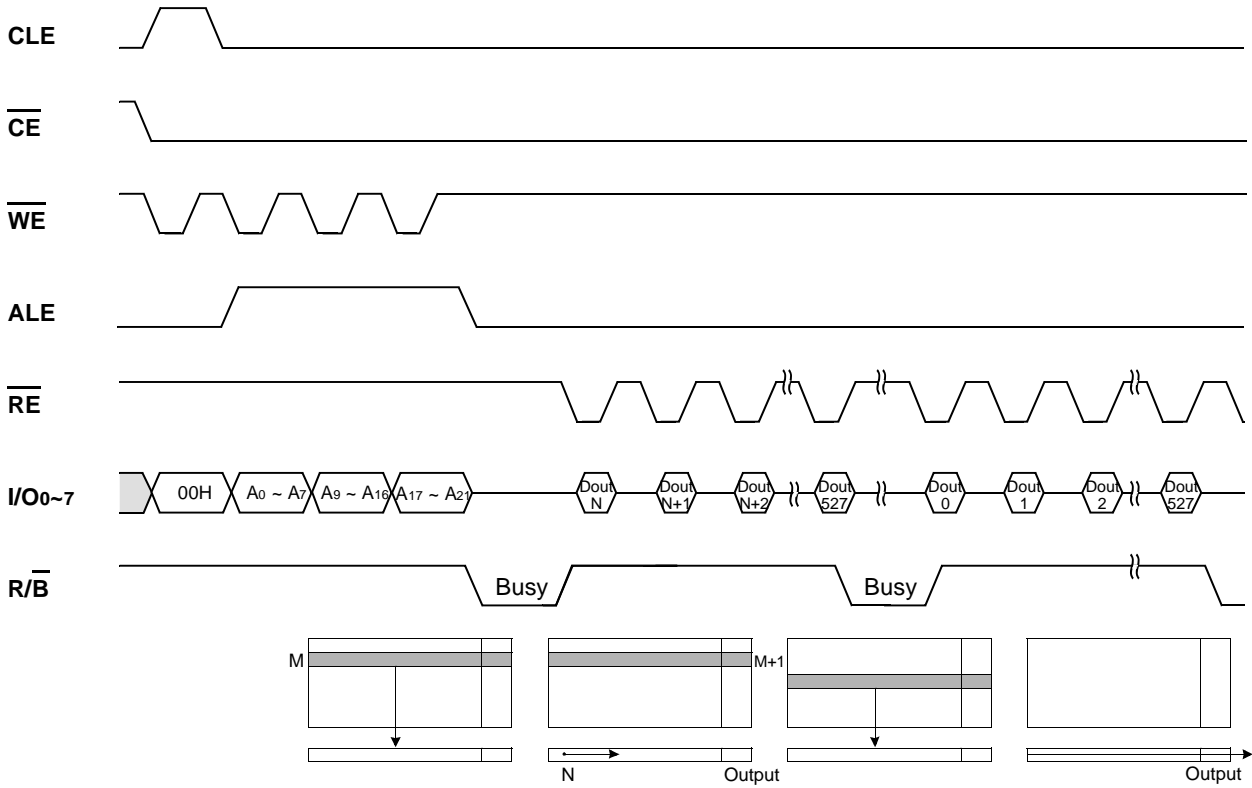 CLE
CE
WE
ALE
RE
I/O0~7 00H A0 ~ A7 A9 ~ A16 A17 ~ A21 Dout N Dout N+1 Dout N+2 Dout 527 Dout 0 Dout 1 Dout 2 Dout 527
R/B Busy Busy
M M+1
N Output Output